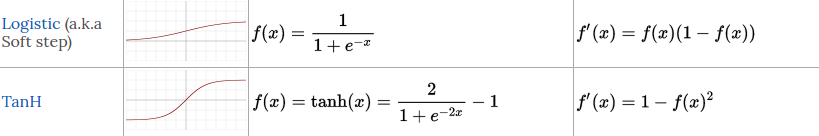 Logistic (a.k.a
Soft step)
f(x) = 1 / (1 + e^{-x})
f′(x) = f(x)(1 − f(x))
TanH
f(x) = tanh(x) = 2 / (1 + e^{-2x}) − 1
f′(x) = 1 − f(x)^2